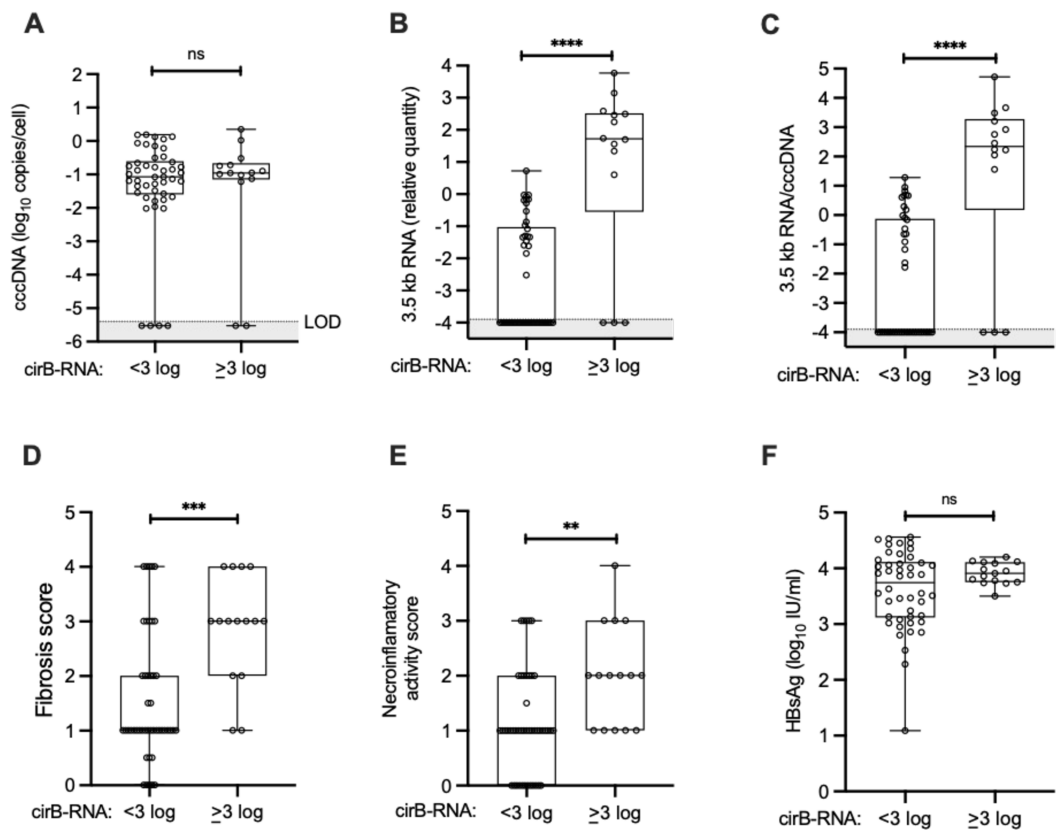 A
ns
cccDNA (log10 copies/cell)
2
1
0
-1
-2
-3
-4
-5
-6
LOD
cirB-RNA: <3 log ≥3 log
B
****
3.5 kb RNA (relative quantity)
4
3
2
1
0
-1
-2
-3
-4
cirB-RNA: <3 log ≥3 log
C
****
3.5 kb RNA/cccDNA
5
4
3
2
1
0
-1
-2
-3
-4
cirB-RNA: <3 log ≥3 log
D
***
Fibrosis score
5
4
3
2
1
0
cirB-RNA: <3 log ≥3 log
E
**
Necroinflamatory
activity score
5
4
3
2
1
0
cirB-RNA: <3 log ≥3 log
F
ns
HBsAg (log10 IU/ml)
5
4
3
2
1
0
cirB-RNA: <3 log ≥3 log